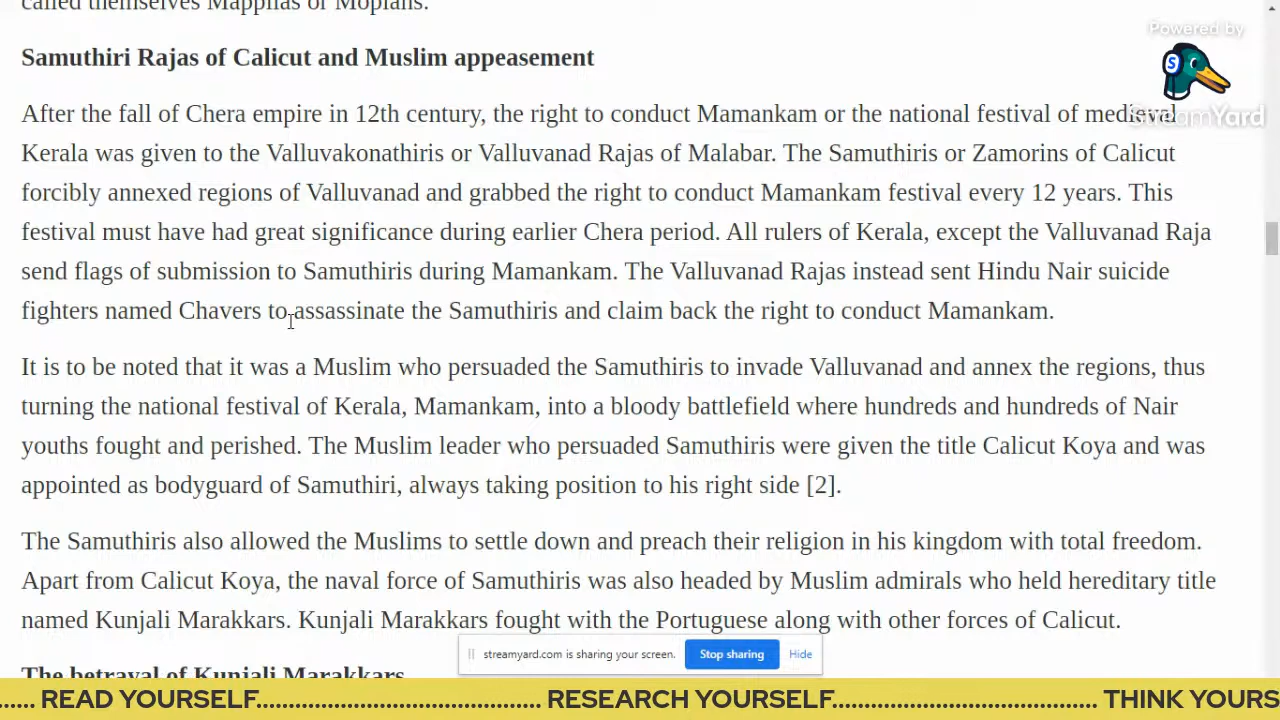 called themselves Mappilas or Moplahs.
Powered by
Samuthiri Rajas of Calicut and Muslim appeasement
S
StreamYard
After the fall of Chera empire in 12th century, the right to conduct Mamankam or the national festival of medieval
Kerala was given to the Valluvakonathiris or Valluvanad Rajas of Malabar. The Samuthiris or Zamorins of Calicut
forcibly annexed regions of Valluvanad and grabbed the right to conduct Mamankam festival every 12 years. This
festival must have had great significance during earlier Chera period. All rulers of Kerala, except the Valluvanad Raja
send flags of submission to Samuthiris during Mamankam. The Valluvanad Rajas instead sent Hindu Nair suicide
fighters named Chavers to assassinate the Samuthiris and claim back the right to conduct Mamankam.
It is to be noted that it was a Muslim who persuaded the Samuthiris to invade Valluvanad and annex the regions, thus
turning the national festival of Kerala, Mamankam, into a bloody battlefield where hundreds and hundreds of Nair
youths fought and perished. The Muslim leader who persuaded Samuthiris were given the title Calicut Koya and was
appointed as bodyguard of Samuthiri, always taking position to his right side [2].
The Samuthiris also allowed the Muslims to settle down and preach their religion in his kingdom with total freedom.
Apart from Calicut Koya, the naval force of Samuthiris was also headed by Muslim admirals who held hereditary title
named Kunjali Marakkars. Kunjali Marakkars fought with the Portuguese along with other forces of Calicut.
streamyard.com is sharing your screen. Stop sharing Hide
The betrayal of Kunjali Marakkars
...... READ YOURSELF............................................... RESEARCH YOURSELF........................................... THINK YOURS